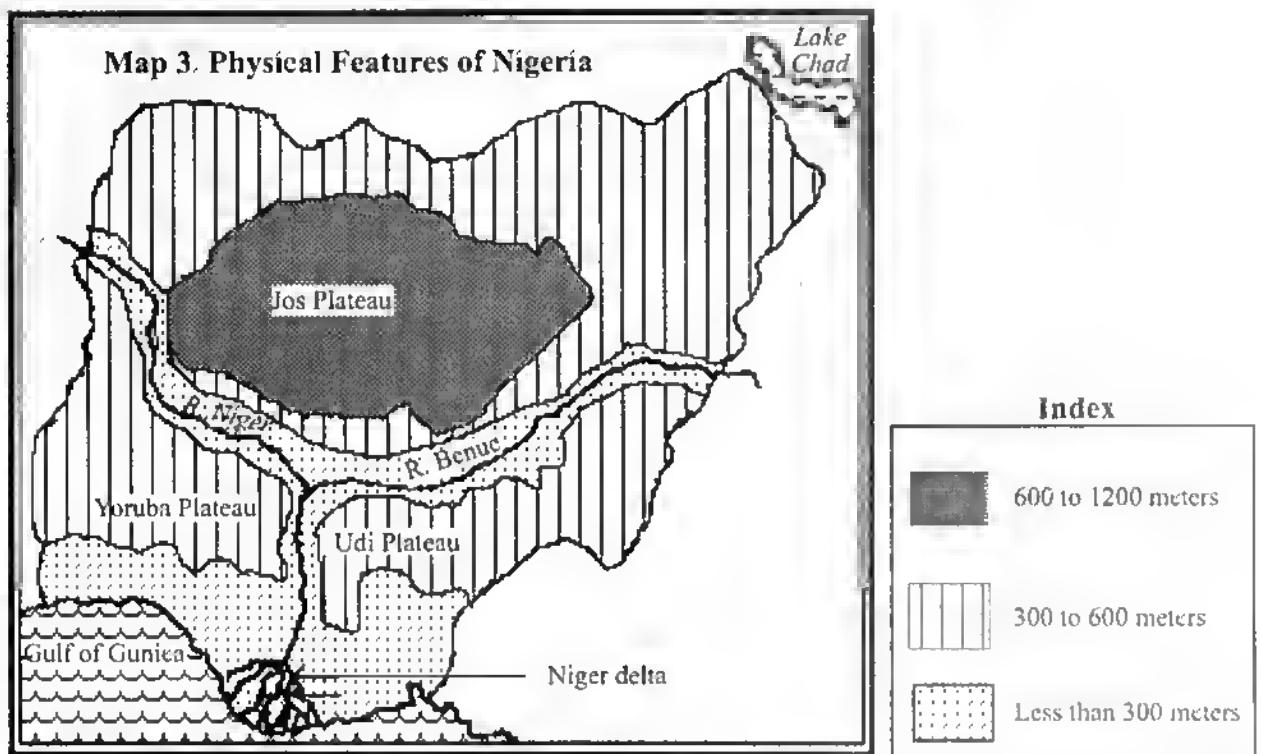 Lake
Chad
Map 3. Physical Features of Nigeria
Jos Plateau
R. Niger
R. Benue
Yoruba Plateau
Udi Plateau
Gulf of Gunica
Niger delta
Index
600 to 1200 meters
300 to 600 meters
Less than 300 meters